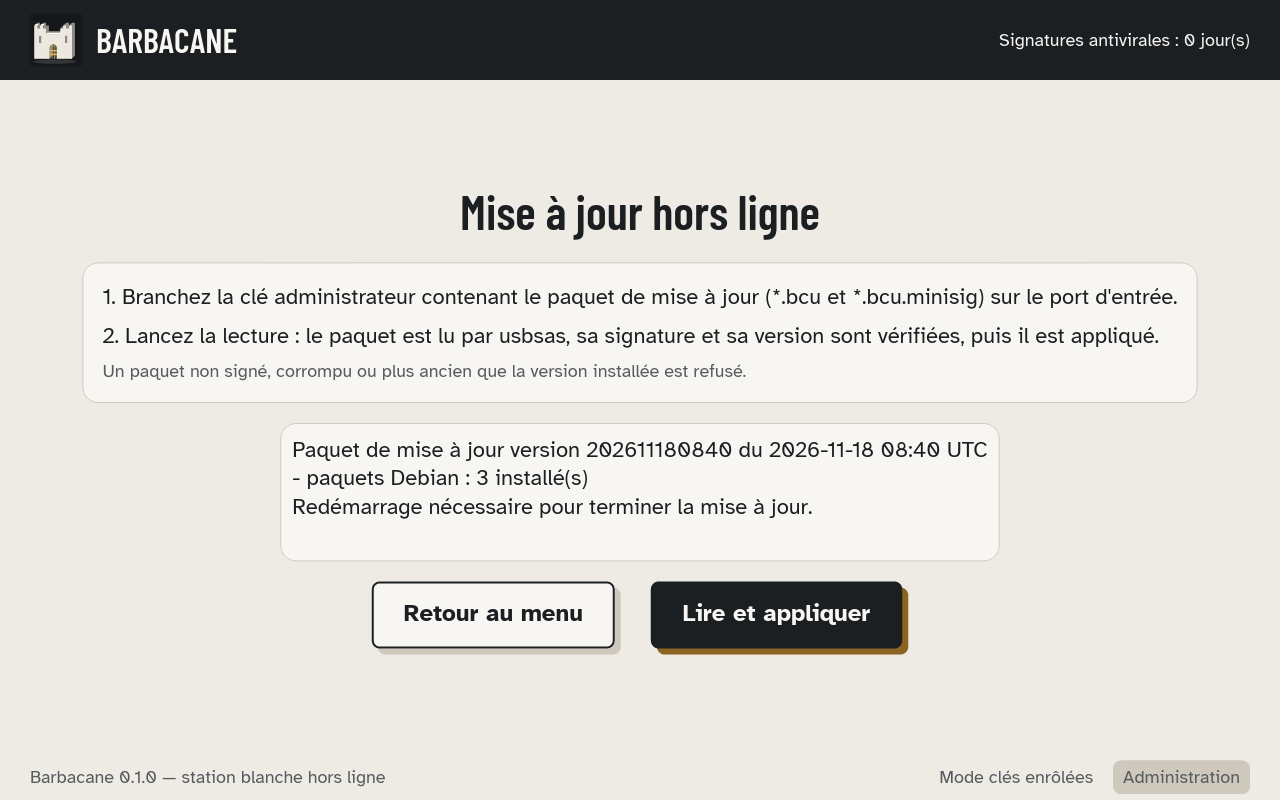 BARBACANE
Signatures antivirales : 0 jour(s)
Mise à jour hors ligne
1. Branchez la clé administrateur contenant le paquet de mise à jour (*.bcu et *.bcu.minisig) sur le port d'entrée.
2. Lancez la lecture : le paquet est lu par usbsas, sa signature et sa version sont vérifiées, puis il est appliqué.
Un paquet non signé, corrompu ou plus ancien que la version installée est refusé.
Paquet de mise à jour version 202611180840 du 2026-11-18 08:40 UTC
- paquets Debian : 3 installé(s)
Redémarrage nécessaire pour terminer la mise à jour.
Retour au menu
Lire et appliquer
Barbacane 0.1.0 — station blanche hors ligne
Mode clés enrôlées
Administration